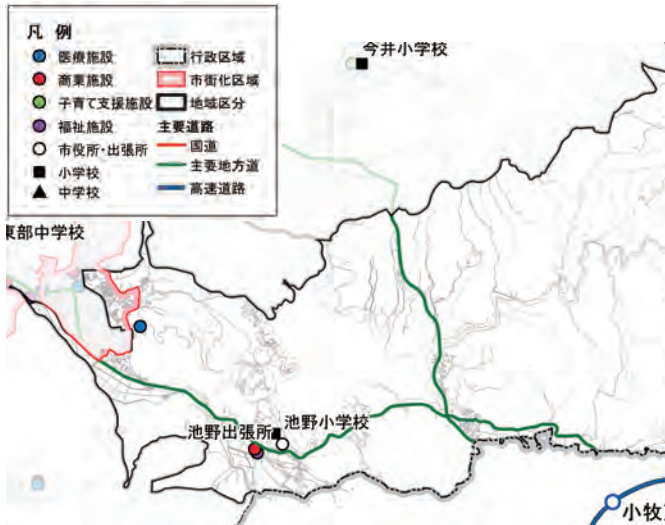 凡 例
医療施設
商業施設
子育て支援施設
福祉施設
市役所・出張所
小学校
中学校
行政区域
市街化区域
地域区分
主要道路
国道
主要地方道
高速道路
今井小学校
東部中学校
池野小学校
池野出張所
小牧